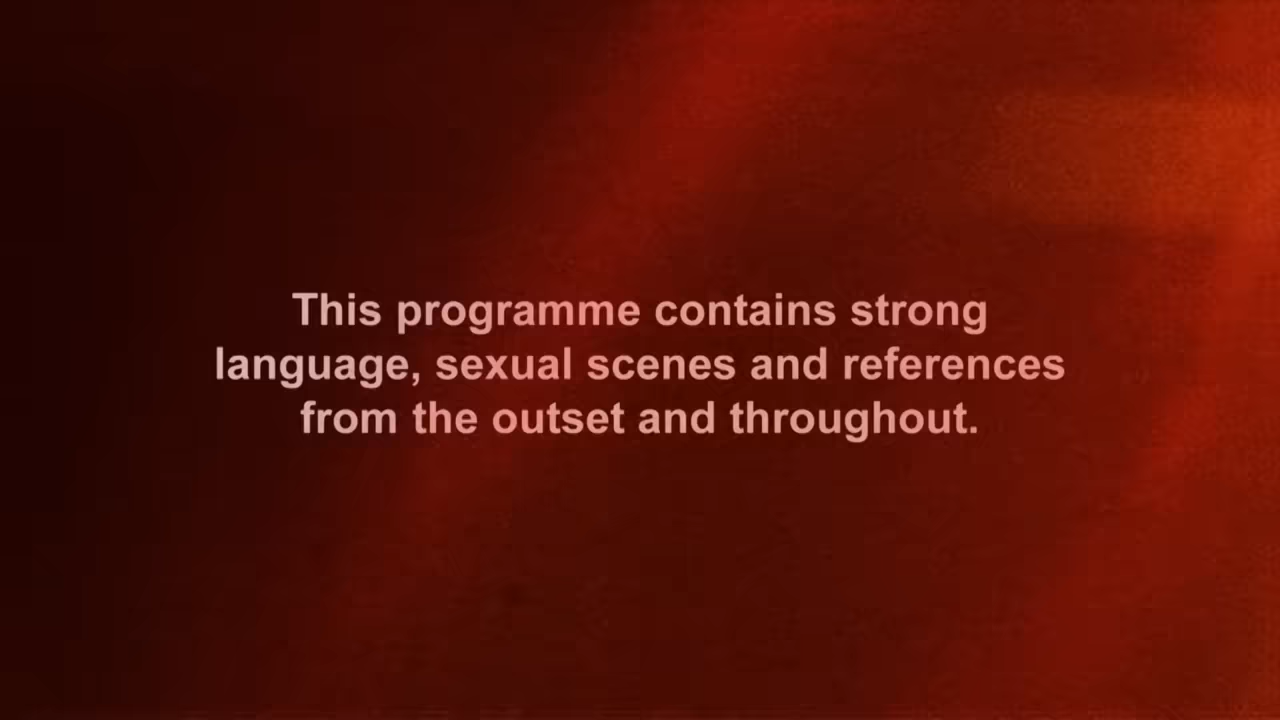 This programme contains strong
language, sexual scenes and references
from the outset and throughout.